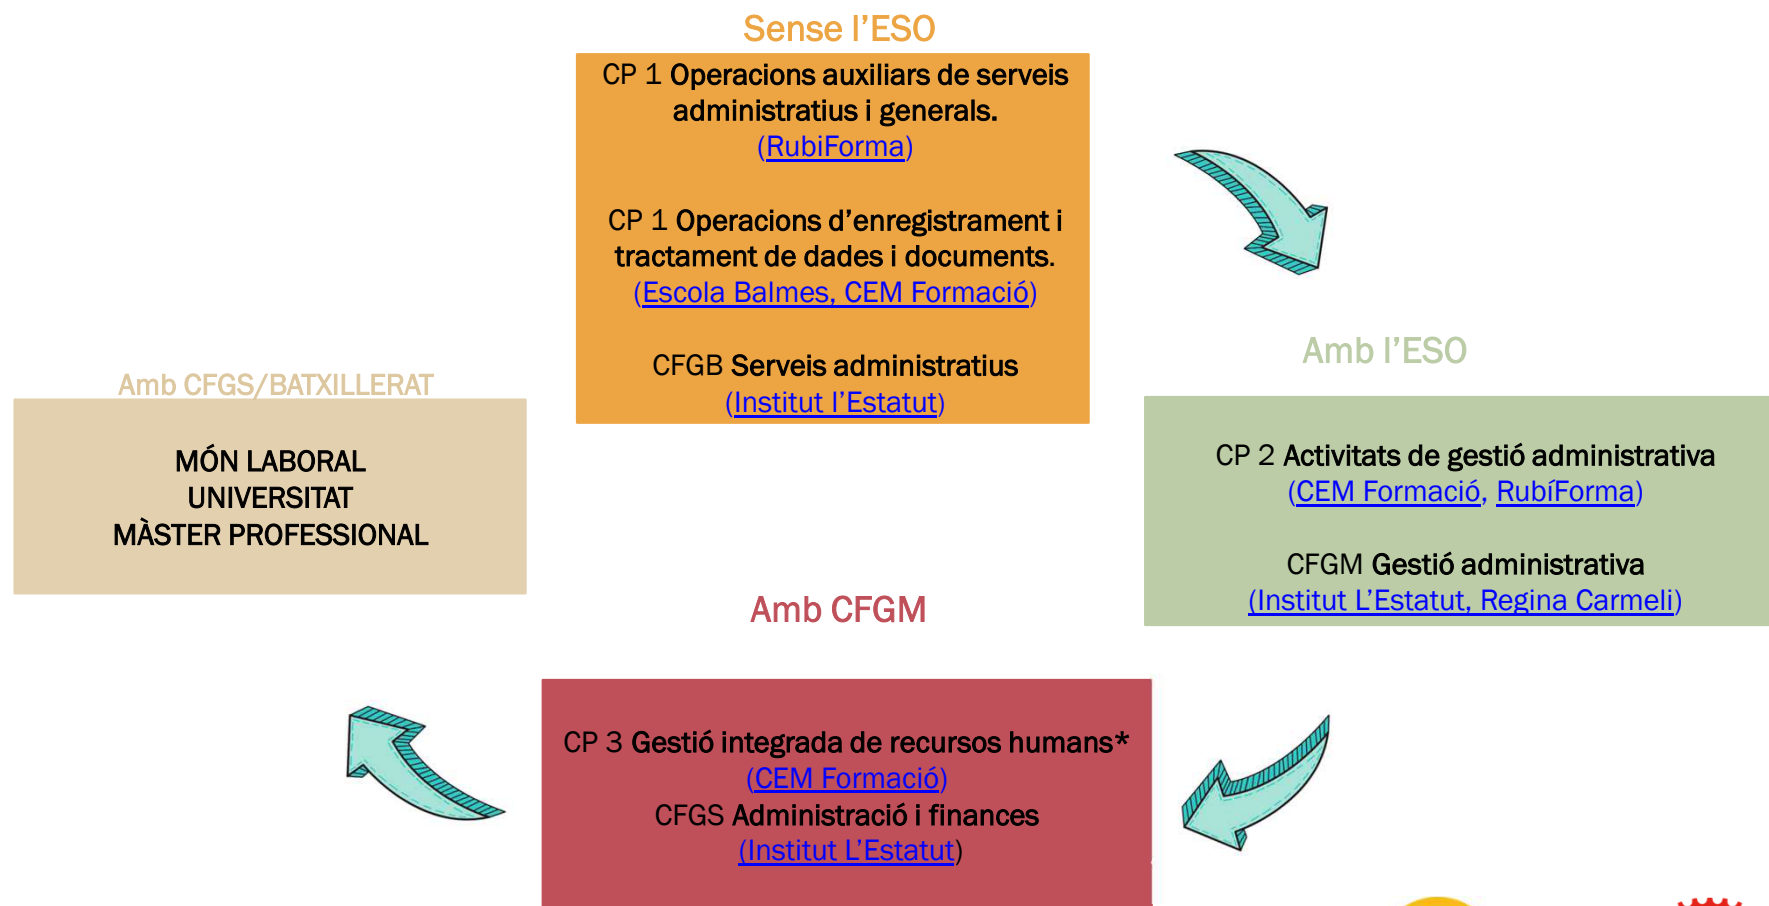 Sense l’ESO
CP 1 Operacions auxiliars de serveis
administratius i generals.
(RubiForma)
CP 1 Operacions d’enregistrament i
tractament de dades i documents.
(Escola Balmes, CEM Formació)
CFGB Serveis administratius
(Institut l’Estatut)
Amb l’ESO
CP 2 Activitats de gestió administrativa
(CEM Formació, RubíForma)
CFGM Gestió administrativa
(Institut L’Estatut, Regina Carmeli)
Amb CFGM
CP 3 Gestió integrada de recursos humans*
(CEM Formació)
CFGS Administració i finances
(Institut L’Estatut)
Amb CFGS/BATXILLERAT
MÓN LABORAL
UNIVERSITAT
MÀSTER PROFESSIONAL